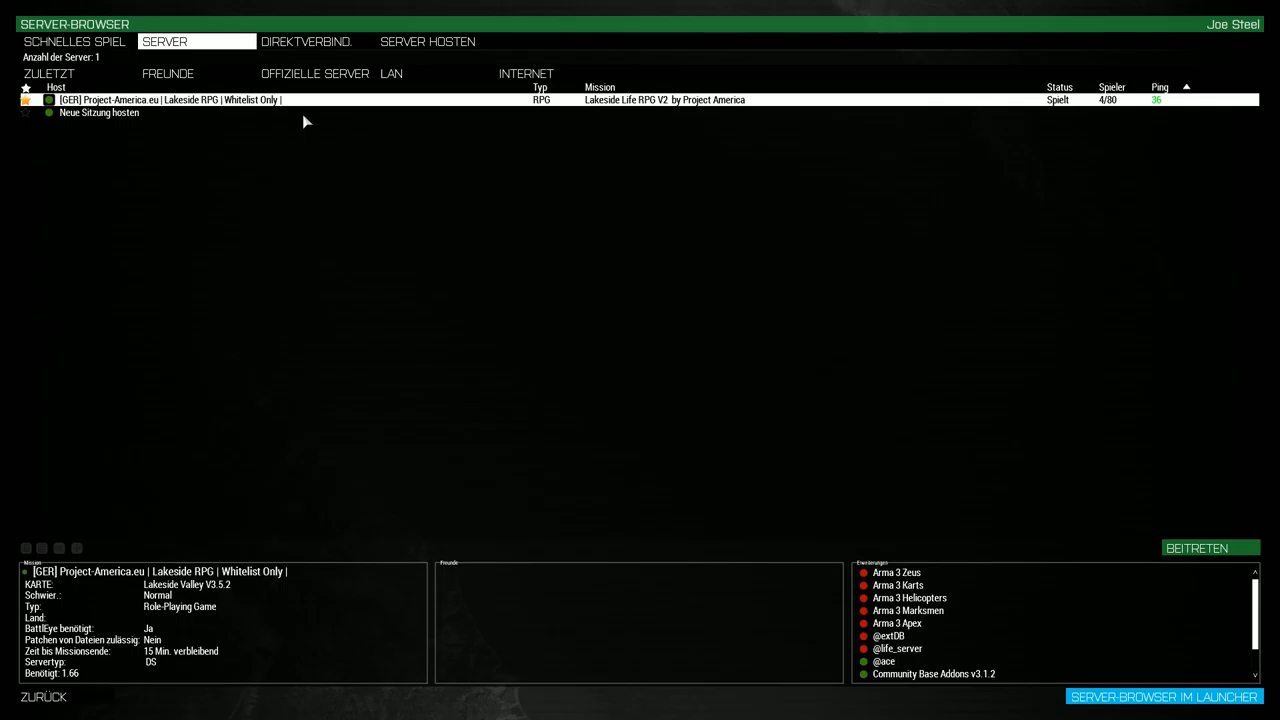 SERVER-BROWSER Joe Steel
SCHNELLES SPIEL SERVER DIREKTVERBIND. SERVER HOSTEN
Anzahl der Server: 1
ZULETZT FREUNDE OFFIZIELLE SERVER LAN INTERNET
Host Typ Mission Status Spieler Ping
[GER] Project-America.eu | Lakeside RPG | Whitelist Only | RPG Lakeside Life RPG V2 by Project America Spielt 4/80 36
Neue Sitzung hosten
BEITRETEN
Mission
[GER] Project-America.eu | Lakeside RPG | Whitelist Only |
KARTE: Lakeside Valley V3.5.2
Schwier.: Normal
Typ: Role-Playing Game
Land:
BattlEye benötigt: Ja
Patchen von Dateien zulässig: Nein
Zeit bis Missionsende: 15 Min. verbleibend
Servertyp: DS
Benötigt: 1.66
Freunde
Erweiterungen
Arma 3 Zeus
Arma 3 Karts
Arma 3 Helicopters
Arma 3 Marksmen
Arma 3 Apex
@extDB
@life_server
@ace
Community Base Addons v3.1.2
ZURÜCK SERVER-BROWSER IM LAUNCHER